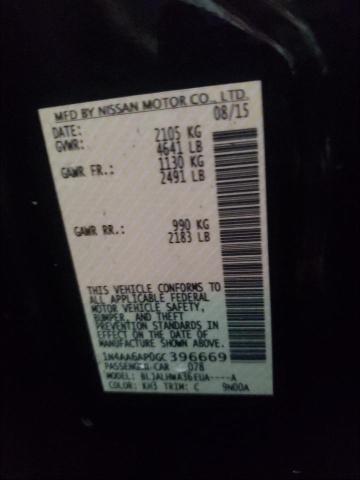 MFD BY NISSAN MOTOR CO., LTD.
08/15
DATE:
GVWR: 2105 KG
4641 LB
GAWR FR.: 1130 KG
2491 LB
GAWR RR.: 990 KG
2183 LB
THIS VEHICLE CONFORMS TO
ALL APPLICABLE FEDERAL
MOTOR VEHICLE SAFETY,
BUMPER, AND THEFT
PREVENTION STANDARDS IN
EFFECT ON THE DATE OF
MANUFACTURE SHOWN ABOVE.
1N4AA6AP0GC396669
CAR 078
MODEL:
COLOR: KH3 TRIM: C 9N00A